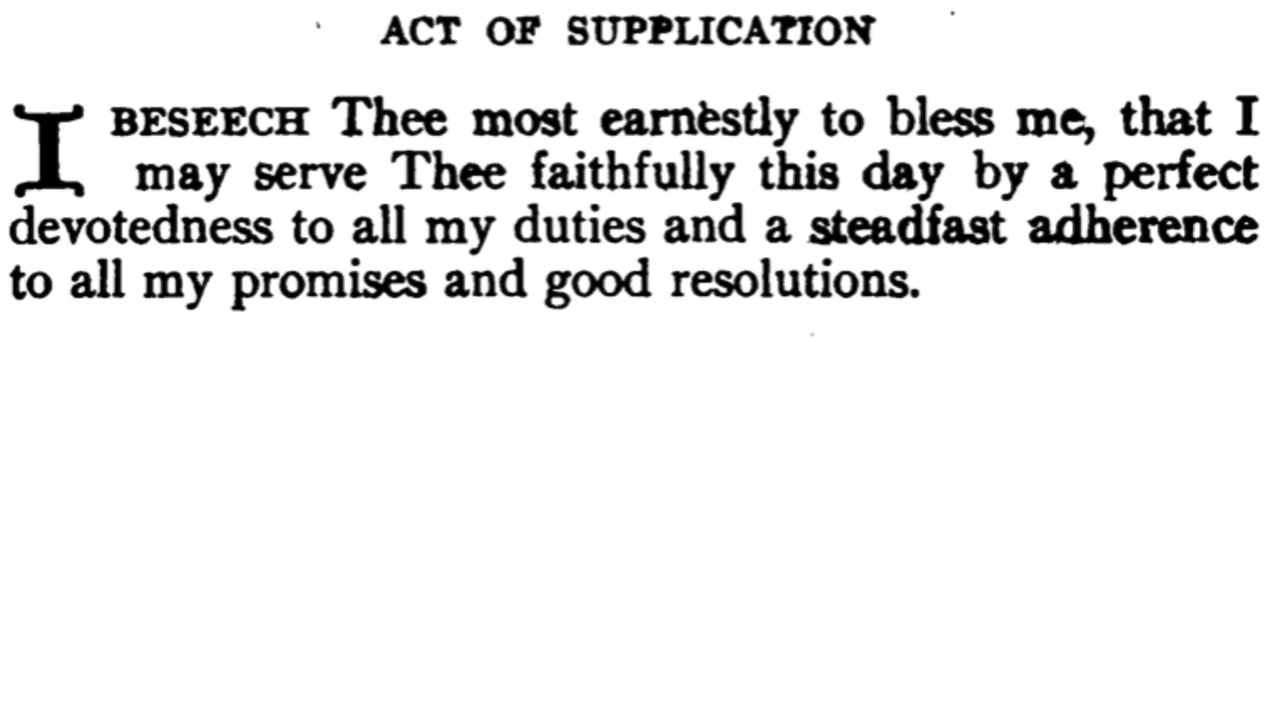 ACT OF SUPPLICATION
I BESEECH Thee most earnestly to bless me, that I
may serve Thee faithfully this day by a perfect
devotedness to all my duties and a steadfast adherence
to all my promises and good resolutions.